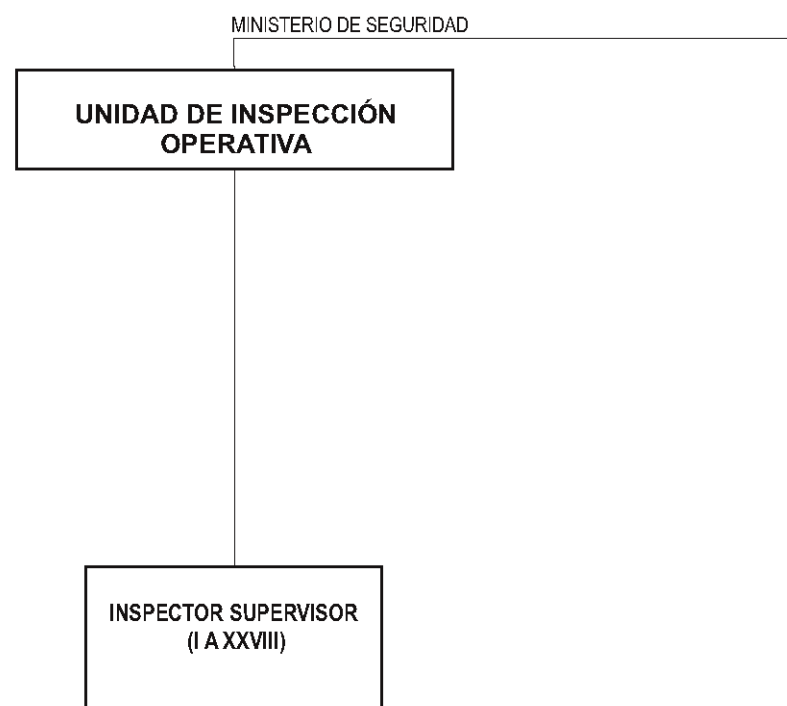 MINISTERIO DE SEGURIDAD
UNIDAD DE INSPECCIÓN
OPERATIVA
INSPECTOR SUPERVISOR
(I A XXVIII)